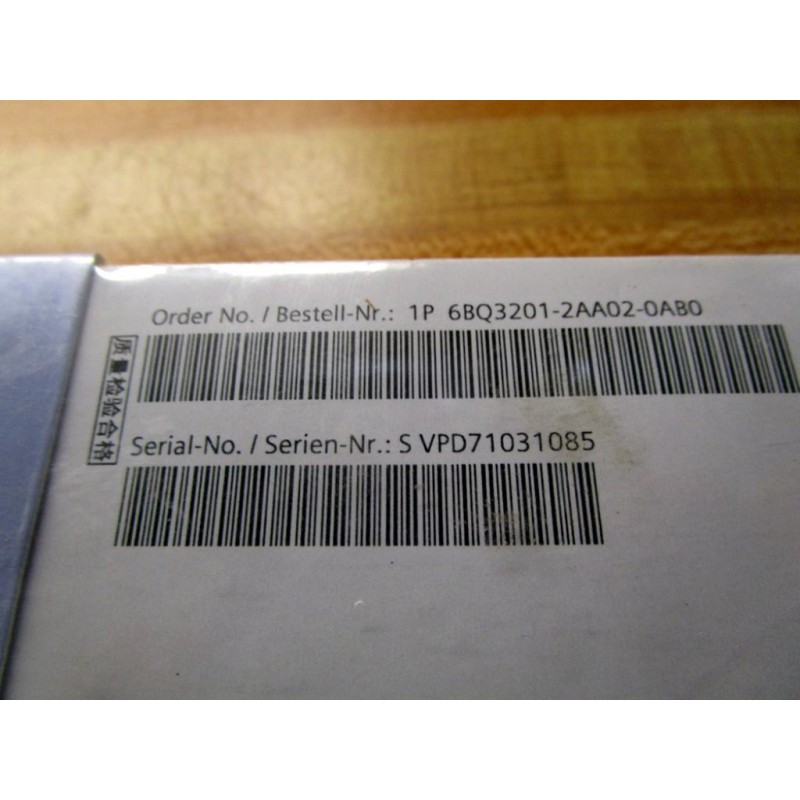 Order No. / Bestell-Nr.: 1P 6BQ3201-2AA02-0AB0
质量检验合格
Serial-No. / Serien-Nr.: S VPD71031085